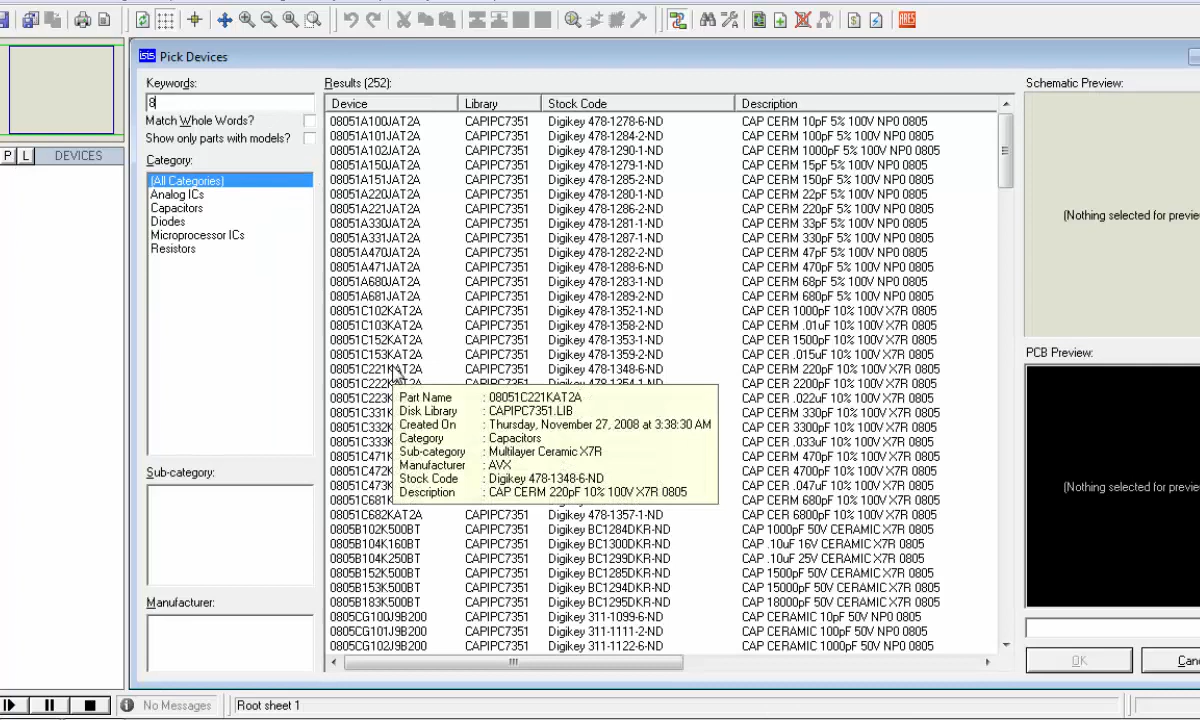 ARES
isis Pick Devices
P L DEVICES
Keywords:
8
Match Whole Words?
Show only parts with models?
Category:
(All Categories)
Analog ICs
Capacitors
Diodes
Microprocessor ICs
Resistors
Sub-category:
Manufacturer:
Results (252):
Device Library Stock Code Description
08051A100JAT2A CAPIPC7351 Digikey 478-1278-6-ND CAP CERM 10pF 5% 100V NP0 0805
08051A101JAT2A CAPIPC7351 Digikey 478-1284-2-ND CAP CERM 100pF 5% 100V NP0 0805
08051A102JAT2A CAPIPC7351 Digikey 478-1290-1-ND CAP CERM 1000pF 5% 100V NP0 0805
08051A150JAT2A CAPIPC7351 Digikey 478-1279-1-ND CAP CERM 15pF 5% 100V NP0 0805
08051A151JAT2A CAPIPC7351 Digikey 478-1285-2-ND CAP CERM 150pF 5% 100V NP0 0805
08051A220JAT2A CAPIPC7351 Digikey 478-1280-1-ND CAP CERM 22pF 5% 100V NP0 0805
08051A221JAT2A CAPIPC7351 Digikey 478-1286-2-ND CAP CERM 220pF 5% 100V NP0 0805
08051A330JAT2A CAPIPC7351 Digikey 478-1281-1-ND CAP CERM 33pF 5% 100V NP0 0805
08051A331JAT2A CAPIPC7351 Digikey 478-1287-1-ND CAP CERM 330pF 5% 100V NP0 0805
08051A470JAT2A CAPIPC7351 Digikey 478-1282-2-ND CAP CERM 47pF 5% 100V NP0 0805
08051A471JAT2A CAPIPC7351 Digikey 478-1288-6-ND CAP CERM 470pF 5% 100V NP0 0805
08051A680JAT2A CAPIPC7351 Digikey 478-1283-1-ND CAP CERM 68pF 5% 100V NP0 0805
08051A681JAT2A CAPIPC7351 Digikey 478-1289-2-ND CAP CERM 680pF 5% 100V NP0 0805
08051C102KAT2A CAPIPC7351 Digikey 478-1352-1-ND CAP CER 1000pF 10% 100V X7R 0805
08051C103KAT2A CAPIPC7351 Digikey 478-1358-2-ND CAP CERM .01uF 10% 100V X7R 0805
08051C152KAT2A CAPIPC7351 Digikey 478-1353-1-ND CAP CER 1500pF 10% 100V X7R 0805
08051C153KAT2A CAPIPC7351 Digikey 478-1359-2-ND CAP CER .015uF 10% 100V X7R 0805
08051C221KAT2A CAPIPC7351 Digikey 478-1348-6-ND CAP CERM 220pF 10% 100V X7R 0805
08051C222KAT2A CAPIPC7351 Digikey 478-1354-1-ND CAP CER 2200pF 10% 100V X7R 0805
08051C223K CAP CER .022uF 10% 100V X7R 0805
08051C331K CAP CERM 330pF 10% 100V X7R 0805
08051C332K CAP CER 3300pF 10% 100V X7R 0805
08051C333K CAP CER .033uF 10% 100V X7R 0805
08051C471K CAP CERM 470pF 10% 100V X7R 0805
08051C472K CAP CER 4700pF 10% 100V X7R 0805
08051C473K CAP CER .047uF 10% 100V X7R 0805
08051C681K CAP CERM 680pF 10% 100V X7R 0805
08051C682KAT2A CAPIPC7351 Digikey 478-1357-1-ND CAP CER 6800pF 10% 100V X7R 0805
0805B102K500BT CAPIPC7351 Digikey BC1284DKR-ND CAP 1000pF 50V CERAMIC X7R 0805
0805B104K160BT CAPIPC7351 Digikey BC1300DKR-ND CAP .10uF 16V CERAMIC X7R 0805
0805B104K250BT CAPIPC7351 Digikey BC1299DKR-ND CAP .10uF 25V CERAMIC X7R 0805
0805B152K500BT CAPIPC7351 Digikey BC1285DKR-ND CAP 1500pF 50V CERAMIC X7R 0805
0805B153K500BT CAPIPC7351 Digikey BC1294DKR-ND CAP 15000pF 50V CERAMIC X7R 0805
0805B183K500BT CAPIPC7351 Digikey BC1295DKR-ND CAP 18000pF 50V CERAMIC X7R 0805
0805CG100J9B200 CAPIPC7351 Digikey 311-1099-6-ND CAP CERAMIC 10pF 50V NP0 0805
0805CG101J9B200 CAPIPC7351 Digikey 311-1111-2-ND CAP CERAMIC 100pF 50V NP0 0805
0805CG102J9B200 CAPIPC7351 Digikey 311-1122-6-ND CAP CERAMIC 1000pF 50V NP0 0805
Part Name : 08051C221KAT2A
Disk Library : CAPIPC7351.LIB
Created On : Thursday, November 27, 2008 at 3:38:30 AM
Category : Capacitors
Sub-category : Multilayer Ceramic X7R
Manufacturer : AVX
Stock Code : Digikey 478-1348-6-ND
Description : CAP CERM 220pF 10% 100V X7R 0805
Schematic Preview:
(Nothing selected for previe
PCB Preview:
(Nothing selected for previe
OK Canc
No Messages Root sheet 1